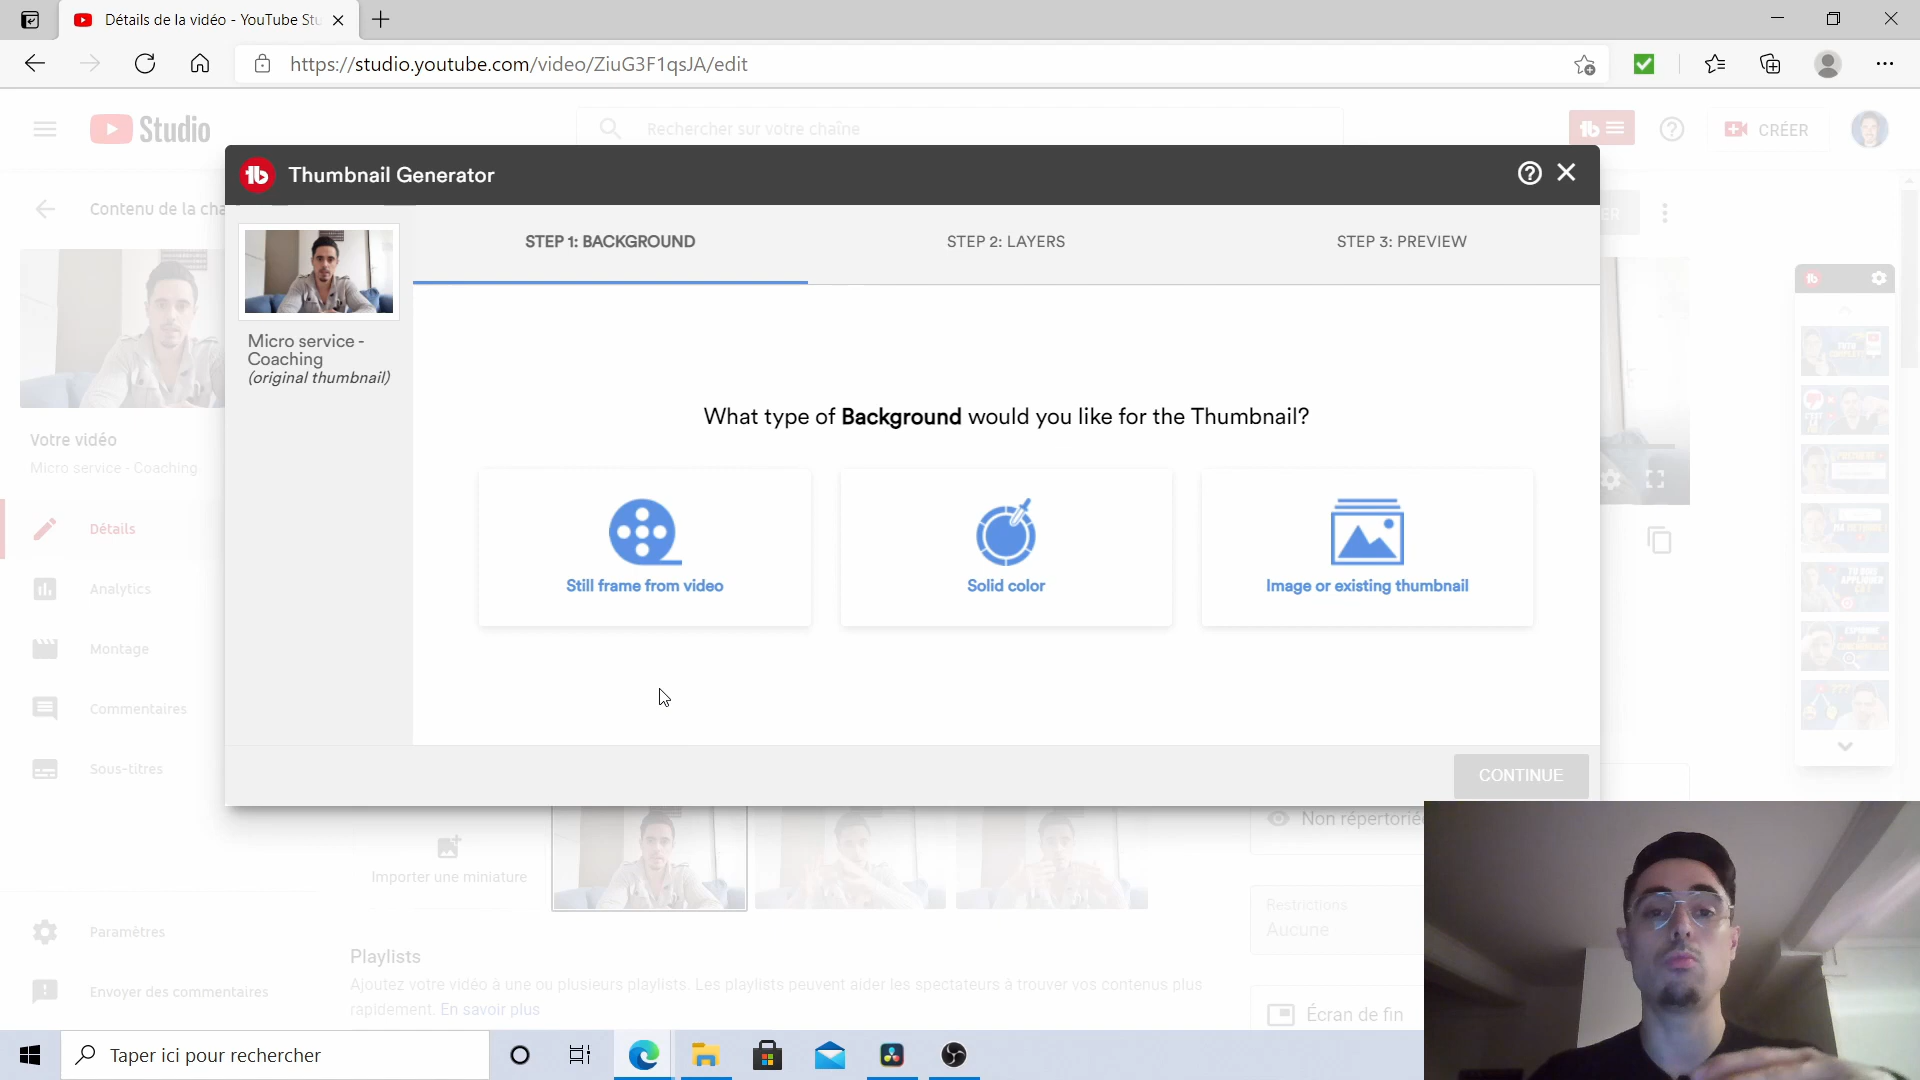 Détails de la vidéo - YouTube Stu
https://studio.youtube.com/video/ZiuG3F1qsJA/edit
Studio
Rechercher sur votre chaîne
CRÉER
Thumbnail Generator
Contenu de la cha
STEP 1: BACKGROUND
STEP 2: LAYERS
STEP 3: PREVIEW
Micro service -
Coaching
(original thumbnail)
What type of Background would you like for the Thumbnail?
Still frame from video
Solid color
Image or existing thumbnail
Votre vidéo
Micro service - Coaching
Détails
Analytics
Montage
Commentaires
Sous-titres
CONTINUE
Importer une miniature
Non répertorié
Restrictions
Aucune
Paramètres
Envoyer des commentaires
Playlists
Ajoutez votre vidéo à une ou plusieurs playlists. Les playlists peuvent aider les spectateurs à trouver vos contenus plus
rapidement. En savoir plus
Écran de fin
Taper ici pour rechercher